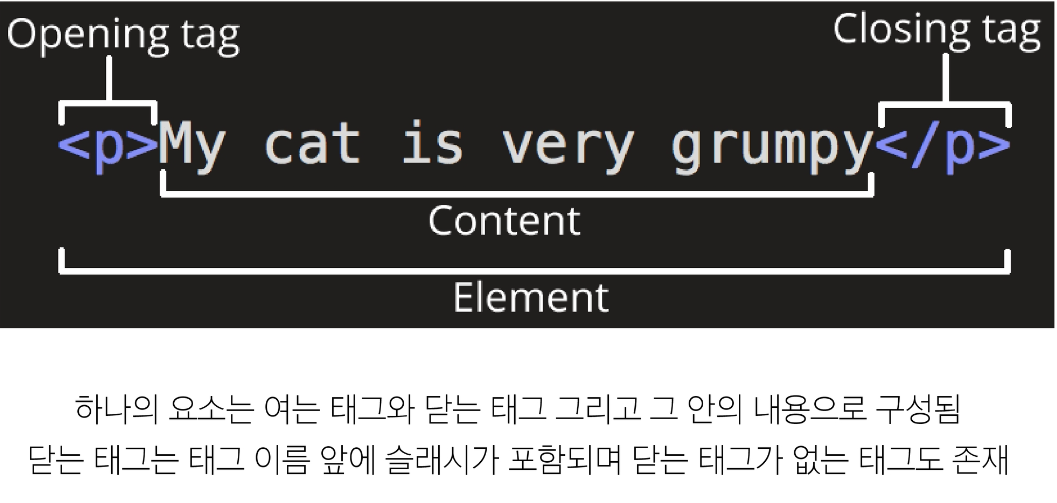 Opening tag
Closing tag
<p>My cat is very grumpy</p>
Content
Element
하나의 요소는 여는 태그와 닫는 태그 그리고 그 안의 내용으로 구성됨
닫는 태그는 태그 이름 앞에 슬래시가 포함되며 닫는 태그가 없는 태그도 존재